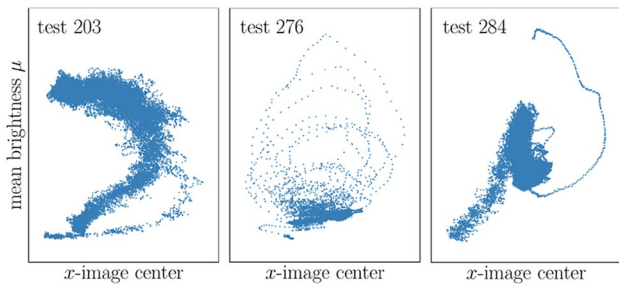 test 203
test 276
test 284
mean brightness μ
x-image center
x-image center
x-image center